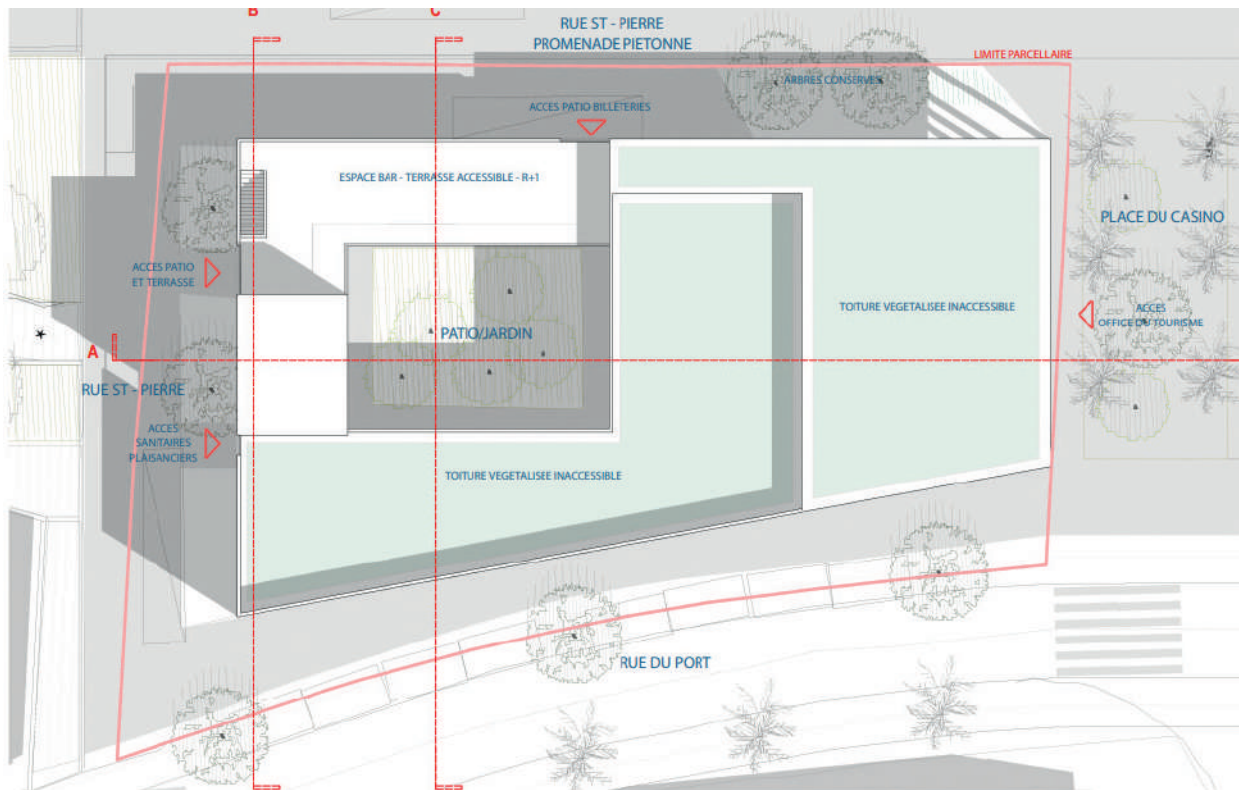 B
C
RUE ST - PIERRE
PROMENADE PIETONNE
LIMITE PARCELLAIRE
ARBRES CONSERVES
ACCES PATIO BILLETERIES
ESPACE BAR - TERRASSE ACCESSIBLE - R+1
PLACE DU CASINO
ACCES PATIO
ET TERRASSE
TOITURE VEGETALISEE INACCESSIBLE
ACCES
OFFICE DU TOURISME
PATIO/JARDIN
A
RUE ST - PIERRE
ACCES
SANITAIRES
PLAISANCIERS
TOITURE VEGETALISEE INACCESSIBLE
RUE DU PORT